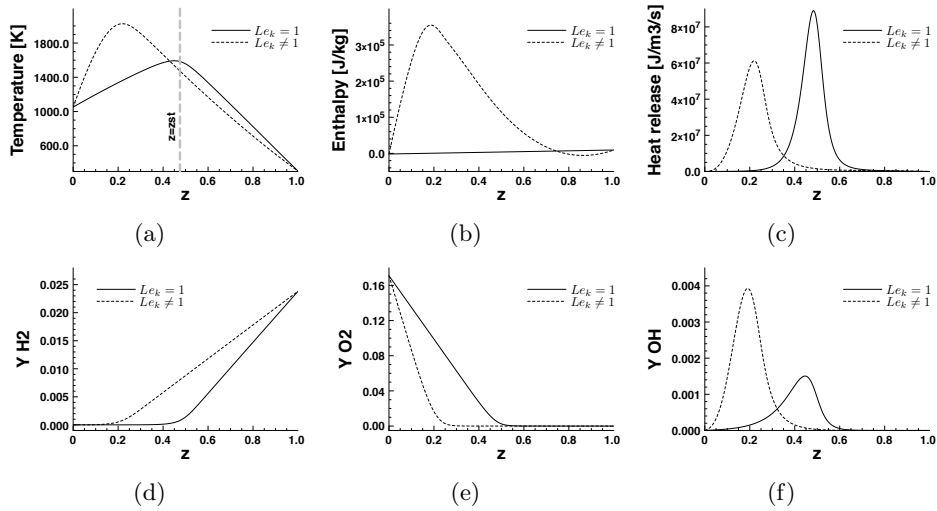 Temperature [K]
1800.0
1400.0
1000.0
600.0
Le_k = 1
Le_k ≠ 1
z=zst
0 0.2 0.4 0.6 0.8 1.0
z
(a)
Enthalpy [J/kg]
3x10^5
2x10^5
1x10^5
0.0
Le_k = 1
Le_k ≠ 1
0 0.2 0.4 0.6 0.8 1.0
z
(b)
Heat release [J/m3/s]
8x10^7
6x10^7
4x10^7
2x10^7
0.0
Le_k = 1
Le_k ≠ 1
0.0 0.2 0.4 0.6 0.8 1.0
z
(c)
Y H2
0.025
0.020
0.015
0.010
0.005
0.000
Le_k = 1
Le_k ≠ 1
0 0.2 0.4 0.6 0.8 1.0
z
(d)
Y O2
0.16
0.12
0.08
0.04
0.00
Le_k = 1
Le_k ≠ 1
0.0 0.2 0.4 0.6 0.8 1.0
z
(e)
Y OH
0.004
0.003
0.002
0.001
0.000
Le_k = 1
Le_k ≠ 1
0.0 0.2 0.4 0.6 0.8 1.0
z
(f)